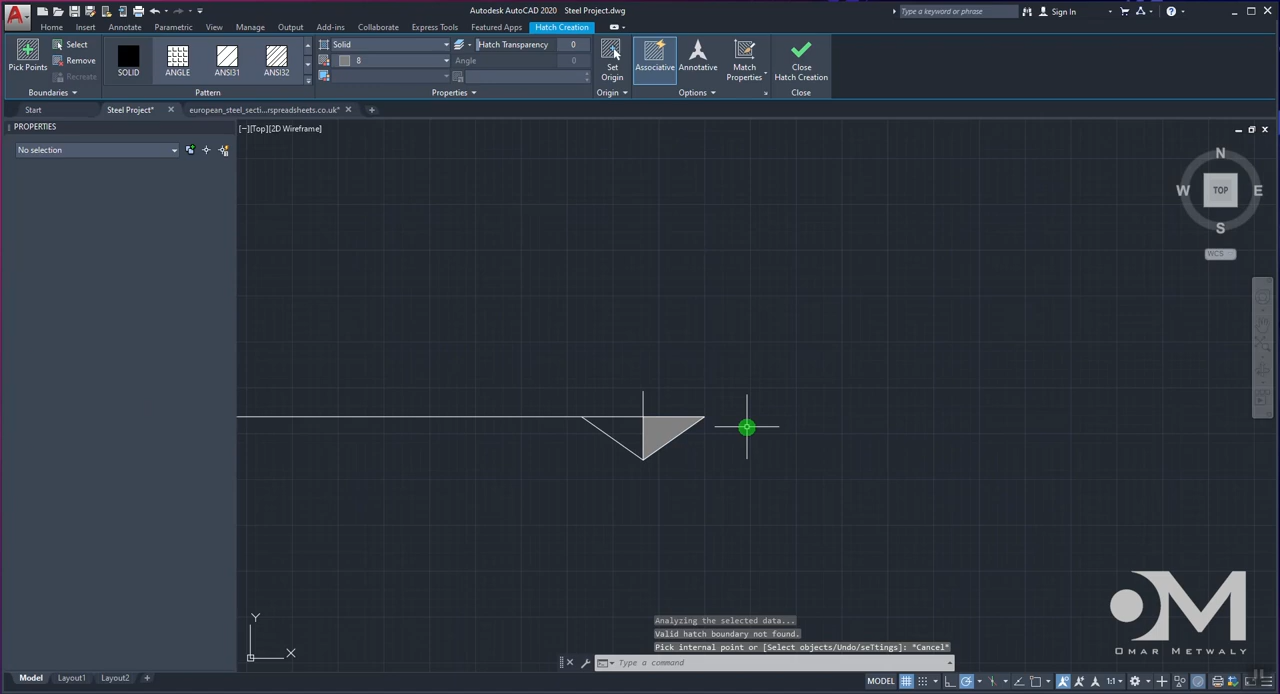 Autodesk AutoCAD 2020 Steel Project.dwg
Type a keyword or phrase
Sign In
Home Insert Annotate Parametric View Manage Output Add-ins Collaborate Express Tools Featured Apps Hatch Creation
Pick Points
Select
Remove
Recreate
Boundaries
SOLID
ANGLE
ANSI31
ANSI32
Pattern
Solid
8
Hatch Transparency 0
Angle 0
Properties
Set
Origin
Origin
Associative
Annotative
Match
Properties
Options
Close
Hatch Creation
Close
Start
Steel Project*
european_steel_secti...rspreadsheets.co.uk*
PROPERTIES
No selection
[−][Top][2D Wireframe]
N
W
TOP
E
S
WCS
Y
X
OM
OMAR METWALY
Analyzing the selected data...
Valid hatch boundary not found.
Pick internal point or [Select objects/Undo/seTtings]: *Cancel*
Type a command
Model Layout1 Layout2
MODEL
1:1